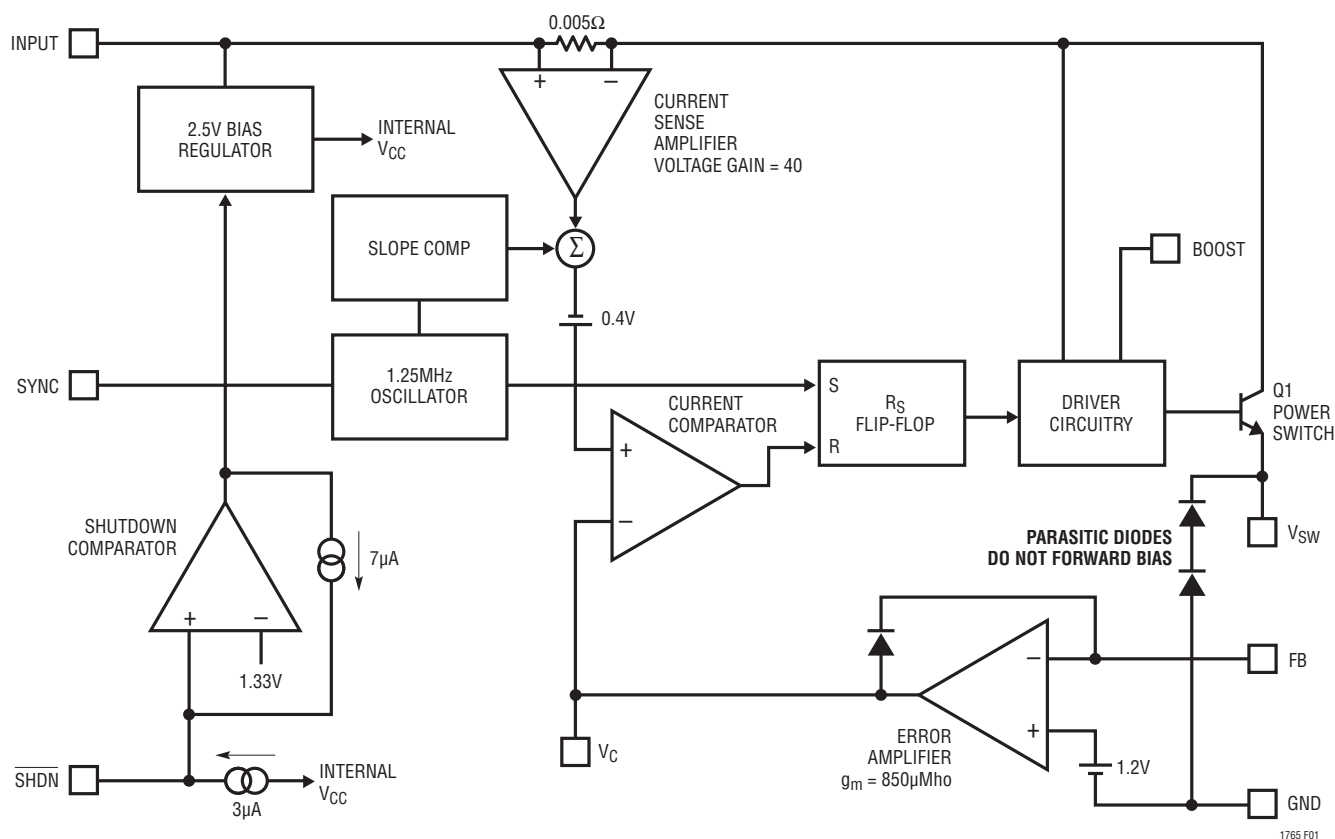 0.005Ω
INPUT
+
–
2.5V BIAS
REGULATOR
INTERNAL
VCC
CURRENT
SENSE
AMPLIFIER
VOLTAGE GAIN = 40
SLOPE COMP
Σ
BOOST
0.4V
SYNC
1.25MHz
OSCILLATOR
CURRENT
COMPARATOR
S
R
RS
FLIP-FLOP
DRIVER
CIRCUITRY
Q1
POWER
SWITCH
+
–
SHUTDOWN
COMPARATOR
7µA
+
–
1.33V
PARASITIC DIODES
DO NOT FORWARD BIAS
VSW
–
+
FB
VC
ERROR
AMPLIFIER
gm = 850µMho
1.2V
SHDN
3µA
INTERNAL
VCC
GND
1765 F01